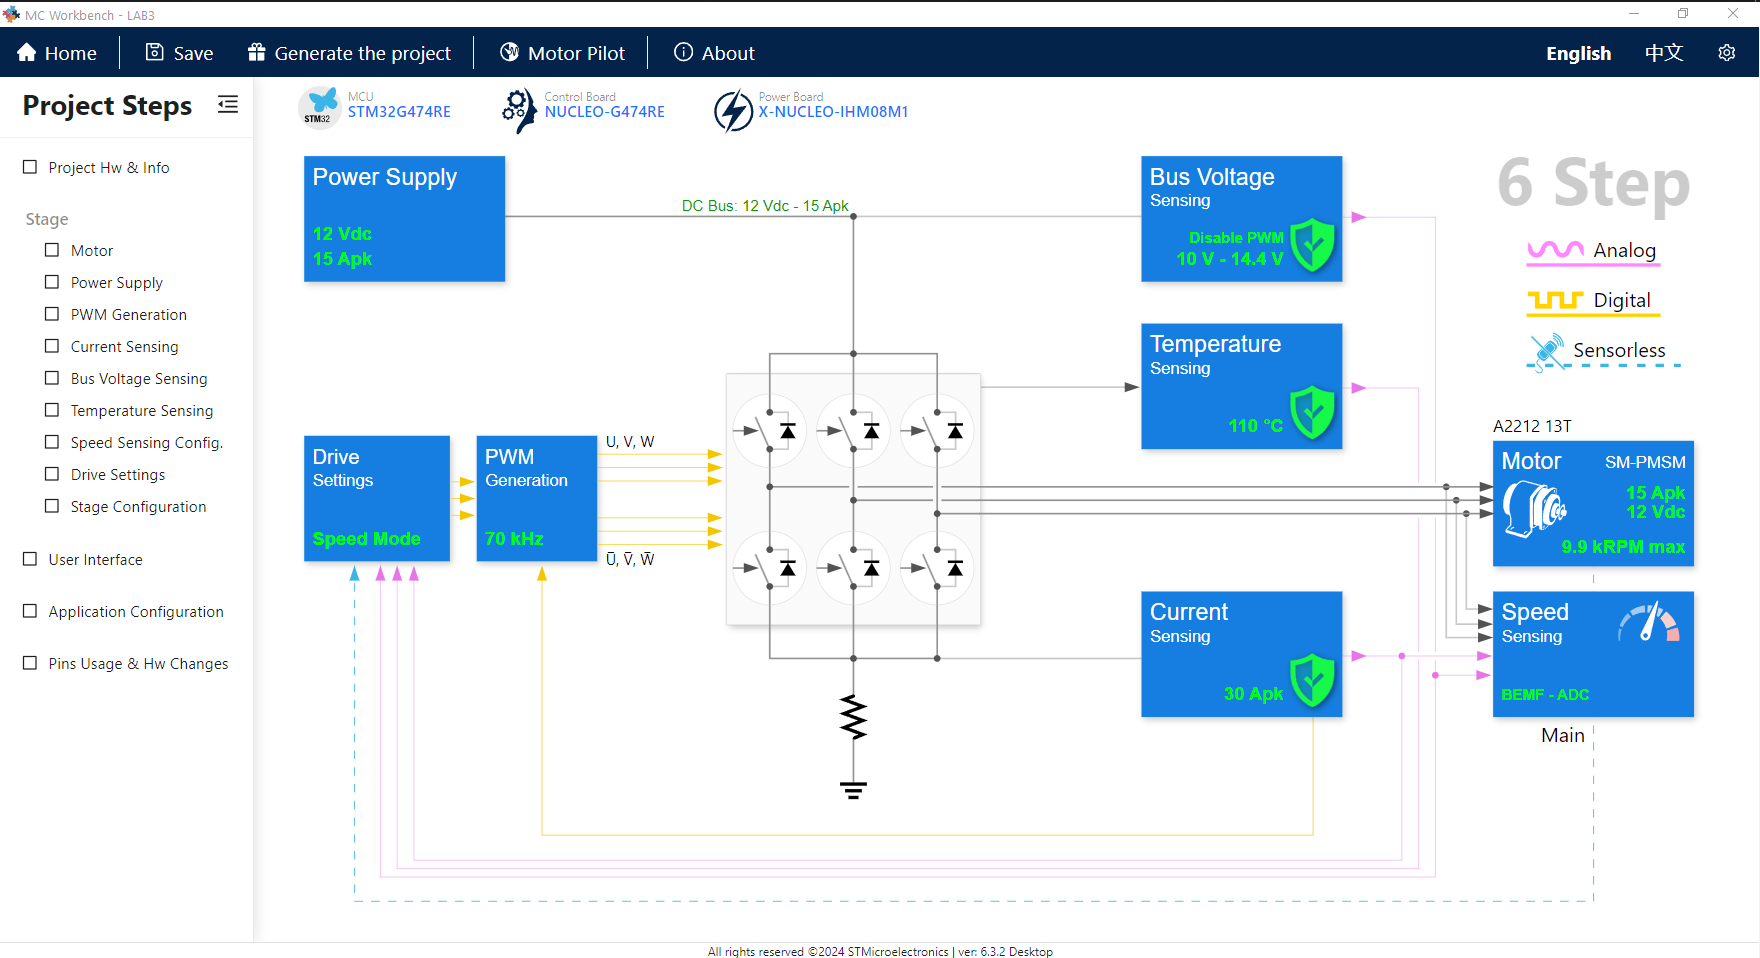 MC Workbench - LAB3
Home
Save
Generate the project
Motor Pilot
About
English
中文
Project Steps
Project Hw & Info
Stage
Motor
Power Supply
PWM Generation
Current Sensing
Bus Voltage Sensing
Temperature Sensing
Speed Sensing Config.
Drive Settings
Stage Configuration
User Interface
Application Configuration
Pins Usage & Hw Changes
STM32
MCU
STM32G474RE
Control Board
NUCLEO-G474RE
Power Board
X-NUCLEO-IHM08M1
Power Supply
12 Vdc
15 Apk
DC Bus: 12 Vdc - 15 Apk
Bus Voltage
Sensing
Disable PWM
10 V - 14.4 V
6 Step
Analog
Digital
Sensorless
Temperature
Sensing
110 °C
Drive
Settings
Speed Mode
PWM
Generation
70 kHz
U, V, W
U̅, V̅, W̅
A2212 13T
Motor
SM-PMSM
15 Apk
12 Vdc
9.9 kRPM max
Current
Sensing
30 Apk
Speed
Sensing
BEMF - ADC
Main
All rights reserved ©2024 STMicroelectronics | ver: 6.3.2 Desktop